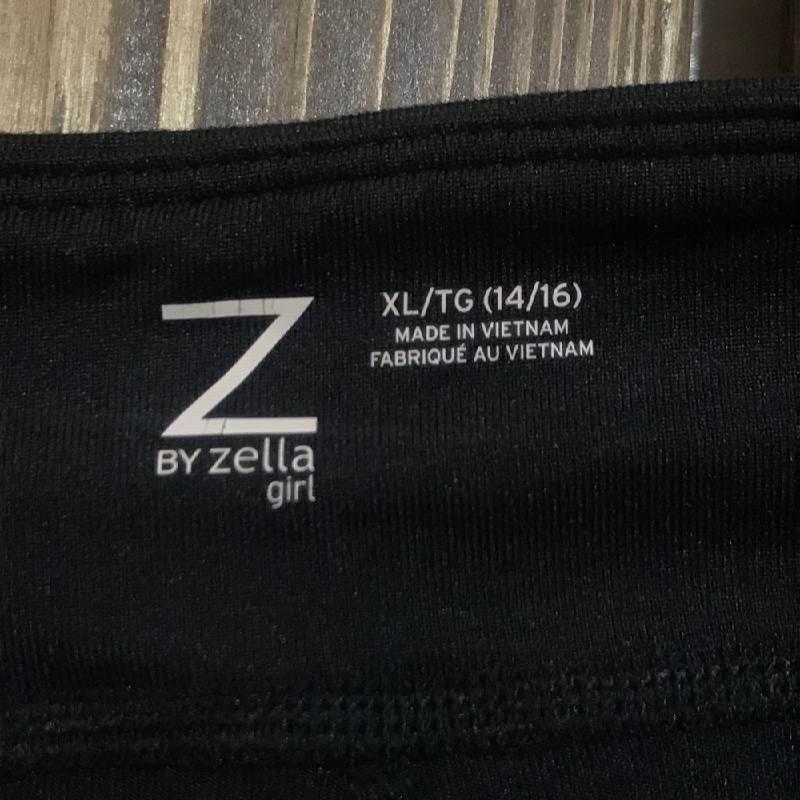 Z
BY zella
girl
XL/TG (14/16)
MADE IN VIETNAM
FABRIQUÉ AU VIETNAM